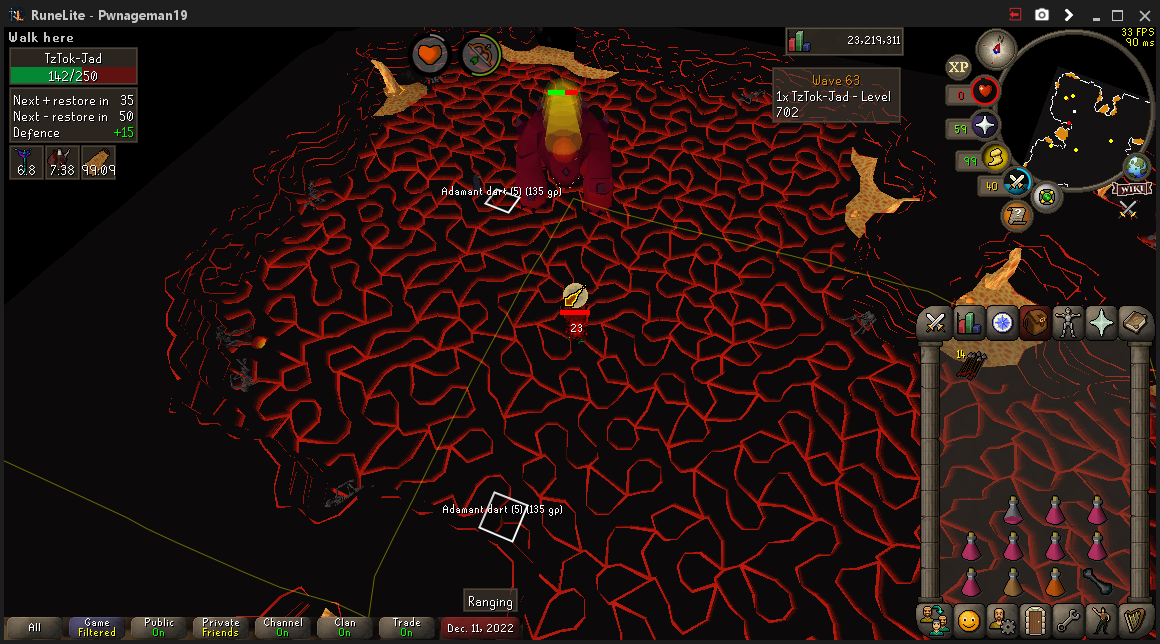 RuneLite - Pwnageman19
Walk here
TzTok-Jad
142/250
Next + restore in 35
Next - restore in 50
Defence +15
6.8 7:38 99:09
23,219,311
Wave 63
1x TzTok-Jad - Level
702
33 FPS
90 ms
XP
0
59
99
40
WIKI
Adamant dart (5) (135 gp)
23
14
Adamant dart (5) (135 gp)
Ranging
All
Game
Filtered
Public
On
Private
Friends
Channel
On
Clan
On
Trade
On
Dec. 11, 2022